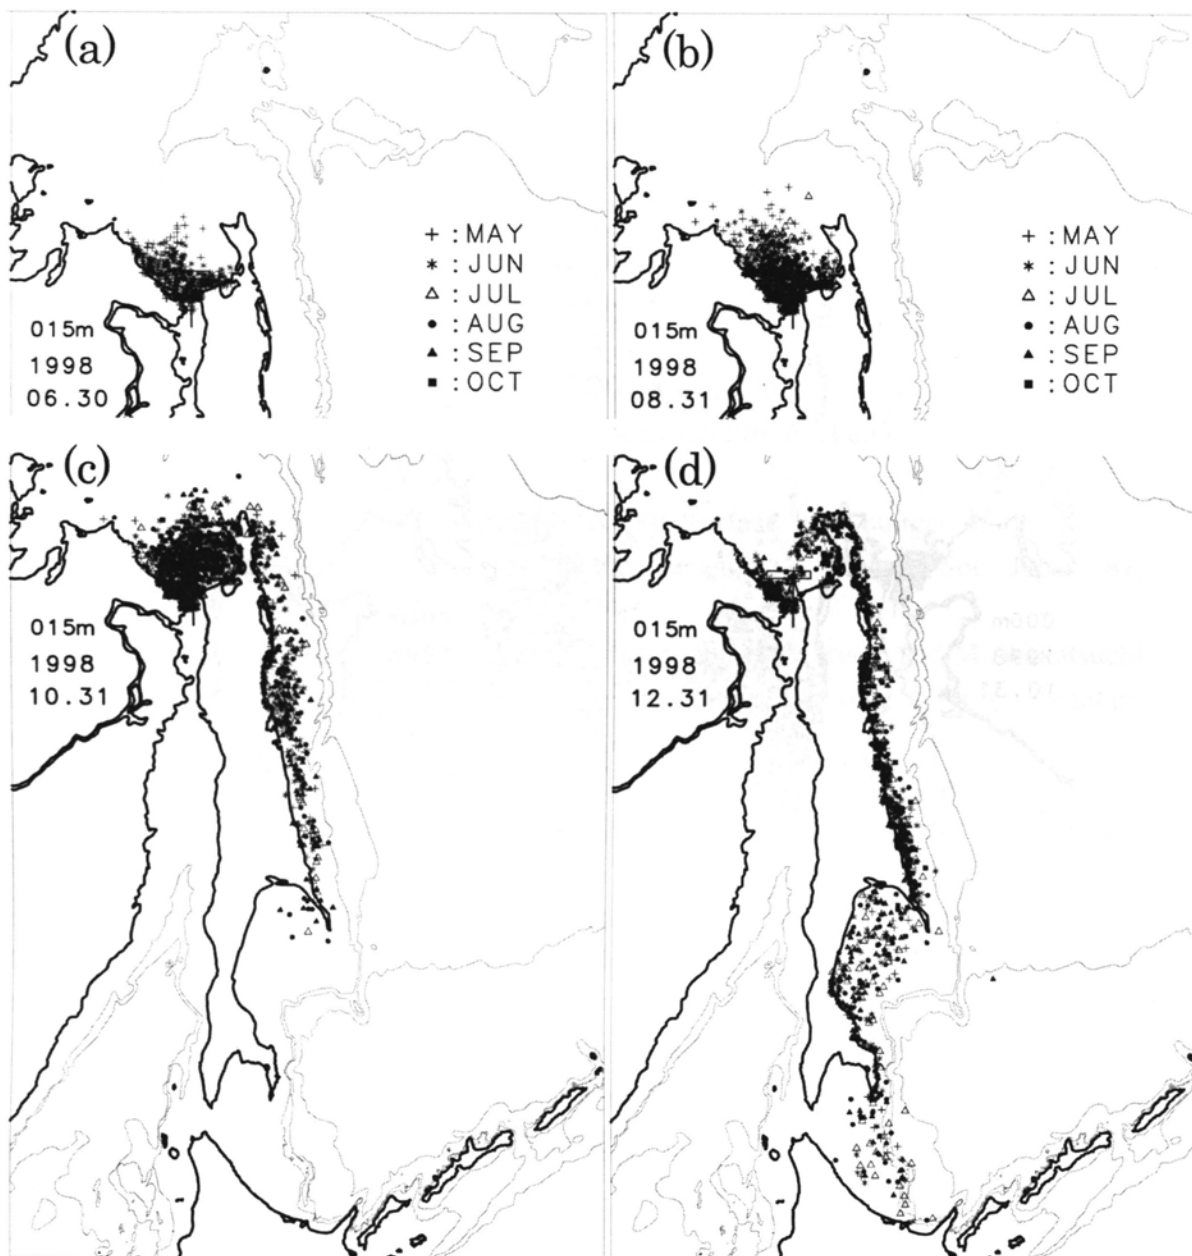 (a)
+ : MAY
* : JUN
△ : JUL
● : AUG
▲ : SEP
■ : OCT
015m
1998
06.30
(b)
+ : MAY
* : JUN
△ : JUL
● : AUG
▲ : SEP
■ : OCT
015m
1998
08.31
(c)
015m
1998
10.31
(d)
015m
1998
12.31